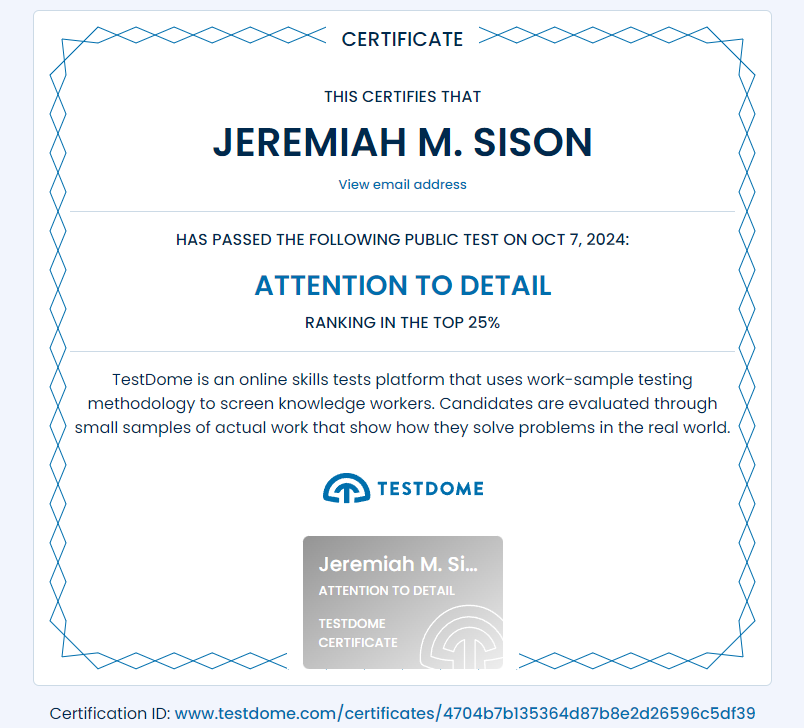 CERTIFICATE
THIS CERTIFIES THAT
JEREMIAH M. SISON
View email address
HAS PASSED THE FOLLOWING PUBLIC TEST ON OCT 7, 2024:
ATTENTION TO DETAIL
RANKING IN THE TOP 25%
TestDome is an online skills tests platform that uses work-sample testing
methodology to screen knowledge workers. Candidates are evaluated through
small samples of actual work that show how they solve problems in the real world.
TESTDOME
Jeremiah M. Si...
ATTENTION TO DETAIL
TESTDOME
CERTIFICATE
Certification ID: www.testdome.com/certificates/4704b7b135364d87b8e2d26596c5df39